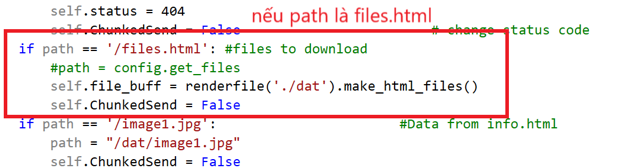 self.status = 404
nếu path là files.html
self.ChunkedSend = False # change status code
if path == '/files.html': #files to download
#path = config.get_files
self.file_buff = renderfile('./dat').make_html_files()
self.ChunkedSend = False
if path == '/image1.jpg': #Data from info.html
path = "/dat/image1.jpg"
self.ChunkedSend = False